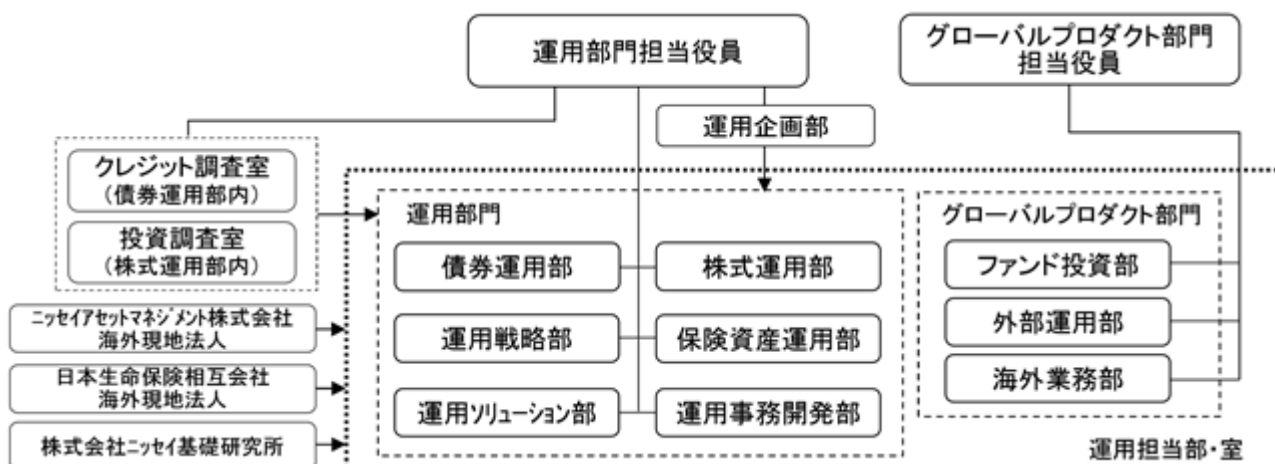 運用部門担当役員
グローバルプロダクト部門
担当役員
運用企画部
クレジット調査室
(債券運用部内)
投資調査室
(株式運用部内)
ニッセイアセットマネジメント株式会社
海外現地法人
日本生命保険相互会社
海外現地法人
株式会社ニッセイ基礎研究所
運用部門
債券運用部
株式運用部
運用戦略部
保険資産運用部
運用ソリューション部
運用事務開発部
グローバルプロダクト部門
ファンド投資部
外部運用部
海外業務部
運用担当部・室